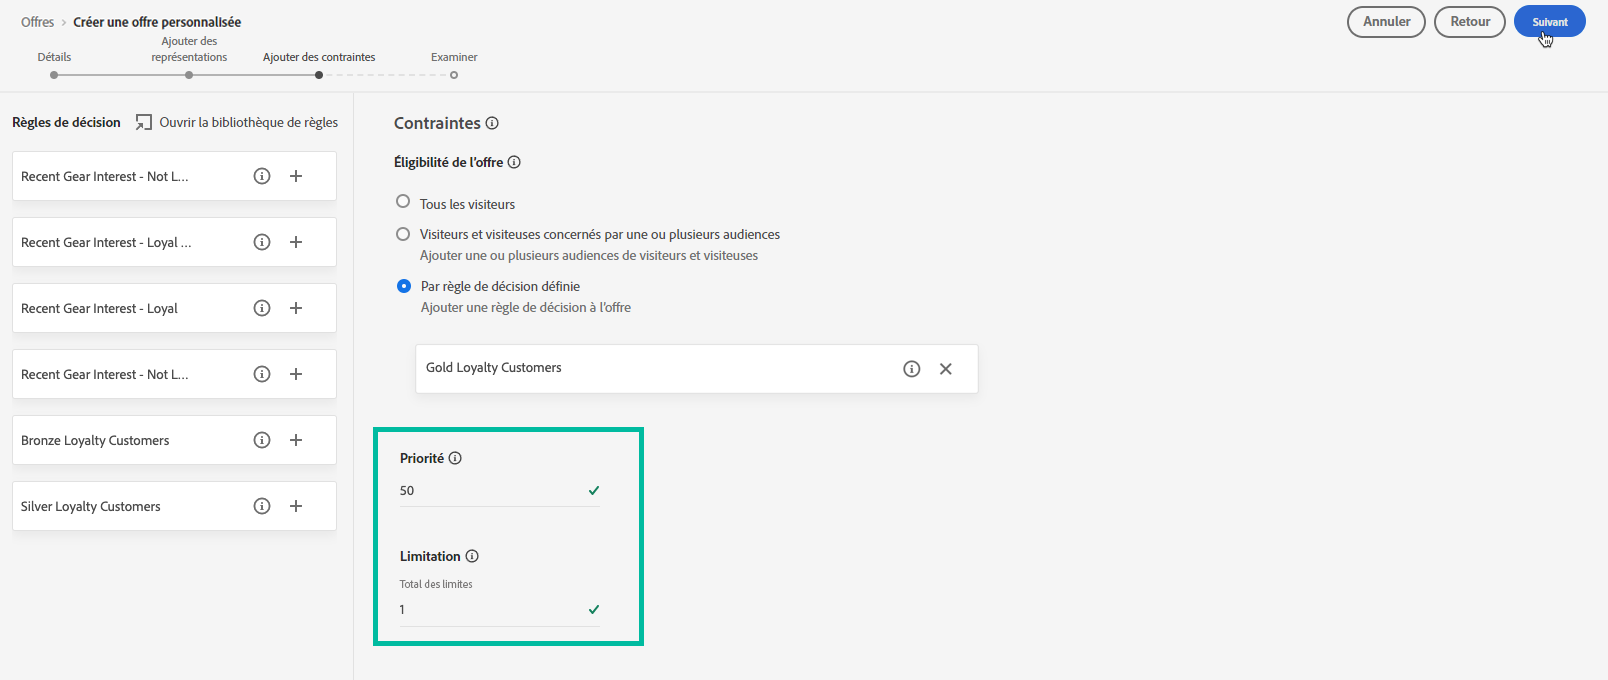 Offres › Créer une offre personnalisée
Annuler
Retour
Suivant
Détails
Ajouter des
représentations
Ajouter des contraintes
Examiner
Règles de décision
Ouvrir la bibliothèque de règles
Recent Gear Interest - Not L...
Recent Gear Interest - Loyal ...
Recent Gear Interest - Loyal
Recent Gear Interest - Not L...
Bronze Loyalty Customers
Silver Loyalty Customers
Contraintes
Éligibilité de l'offre
Tous les visiteurs
Visiteurs et visiteuses concernés par une ou plusieurs audiences
Ajouter une ou plusieurs audiences de visiteurs et visiteuses
Par règle de décision définie
Ajouter une règle de décision à l'offre
Gold Loyalty Customers
Priorité
50
Limitation
Total des limites
1